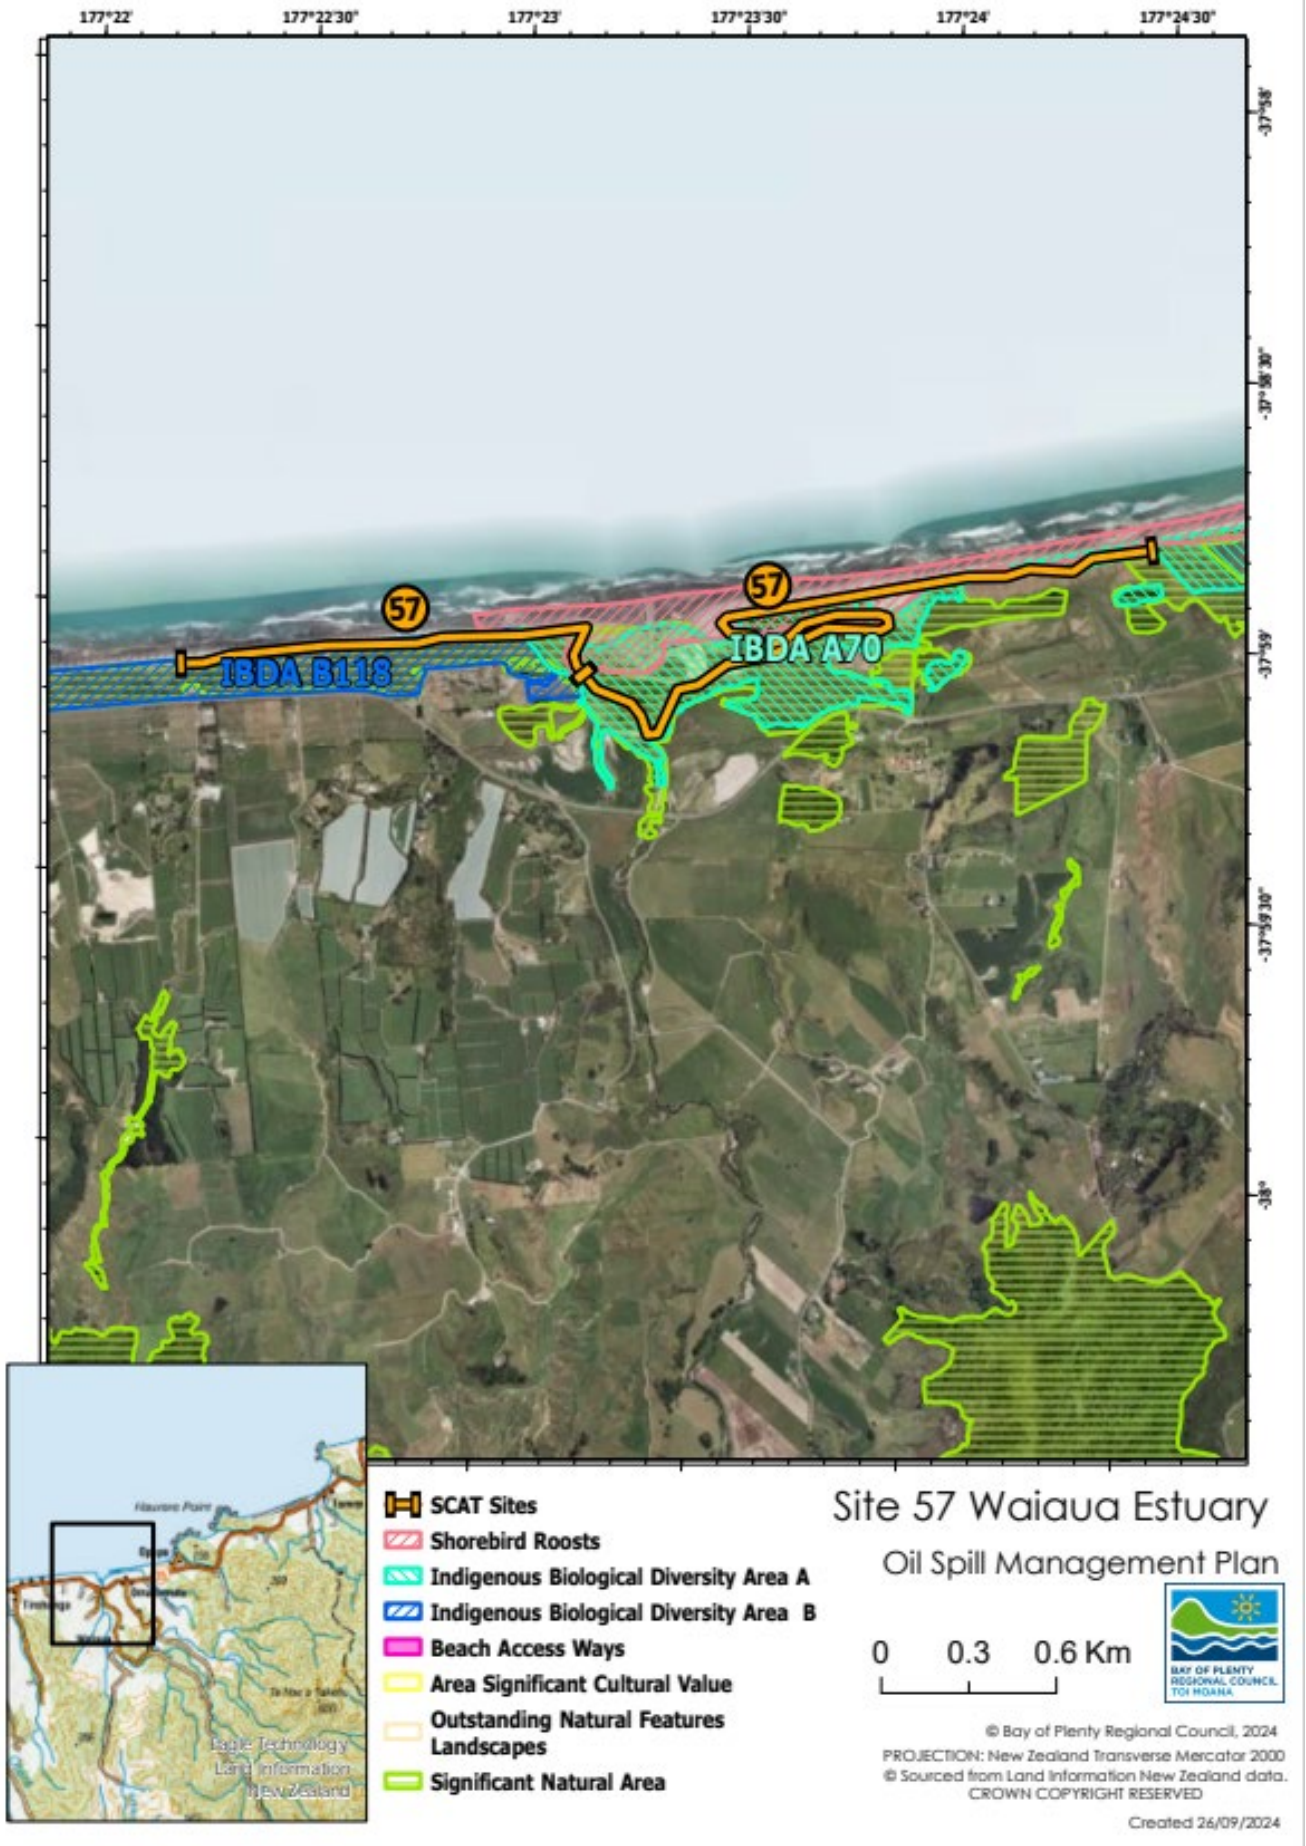 177°22'
177°22'30"
177°23'
177°23'30"
177°24'
177°24'30"
-37°58'
-37°58'30"
57
57
-37°59'
IBDA A70
IBDA B118
-37°59'30"
-38°
Haurere Point
Opape
Torere
Omarumutu
Tirohanga
Waiaua
Eagle Technology
Land Information
New Zealand
SCAT Sites
Shorebird Roosts
Indigenous Biological Diversity Area A
Indigenous Biological Diversity Area B
Beach Access Ways
Area Significant Cultural Value
Outstanding Natural Features
Landscapes
Significant Natural Area
Site 57 Waiaua Estuary
Oil Spill Management Plan
0 0.3 0.6 Km
BAY OF PLENTY
REGIONAL COUNCIL
TOI MOANA
© Bay of Plenty Regional Council, 2024
PROJECTION: New Zealand Transverse Mercator 2000
© Sourced from Land Information New Zealand data.
CROWN COPYRIGHT RESERVED
Created 26/09/2024